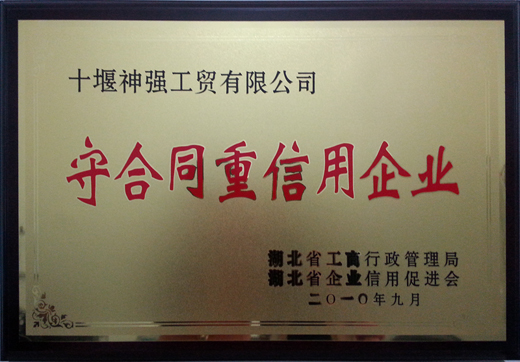 十堰神强工贸有限公司
守合同重信用企业
湖北省工商行政管理局
湖北省企业信用促进会
二〇一〇年九月